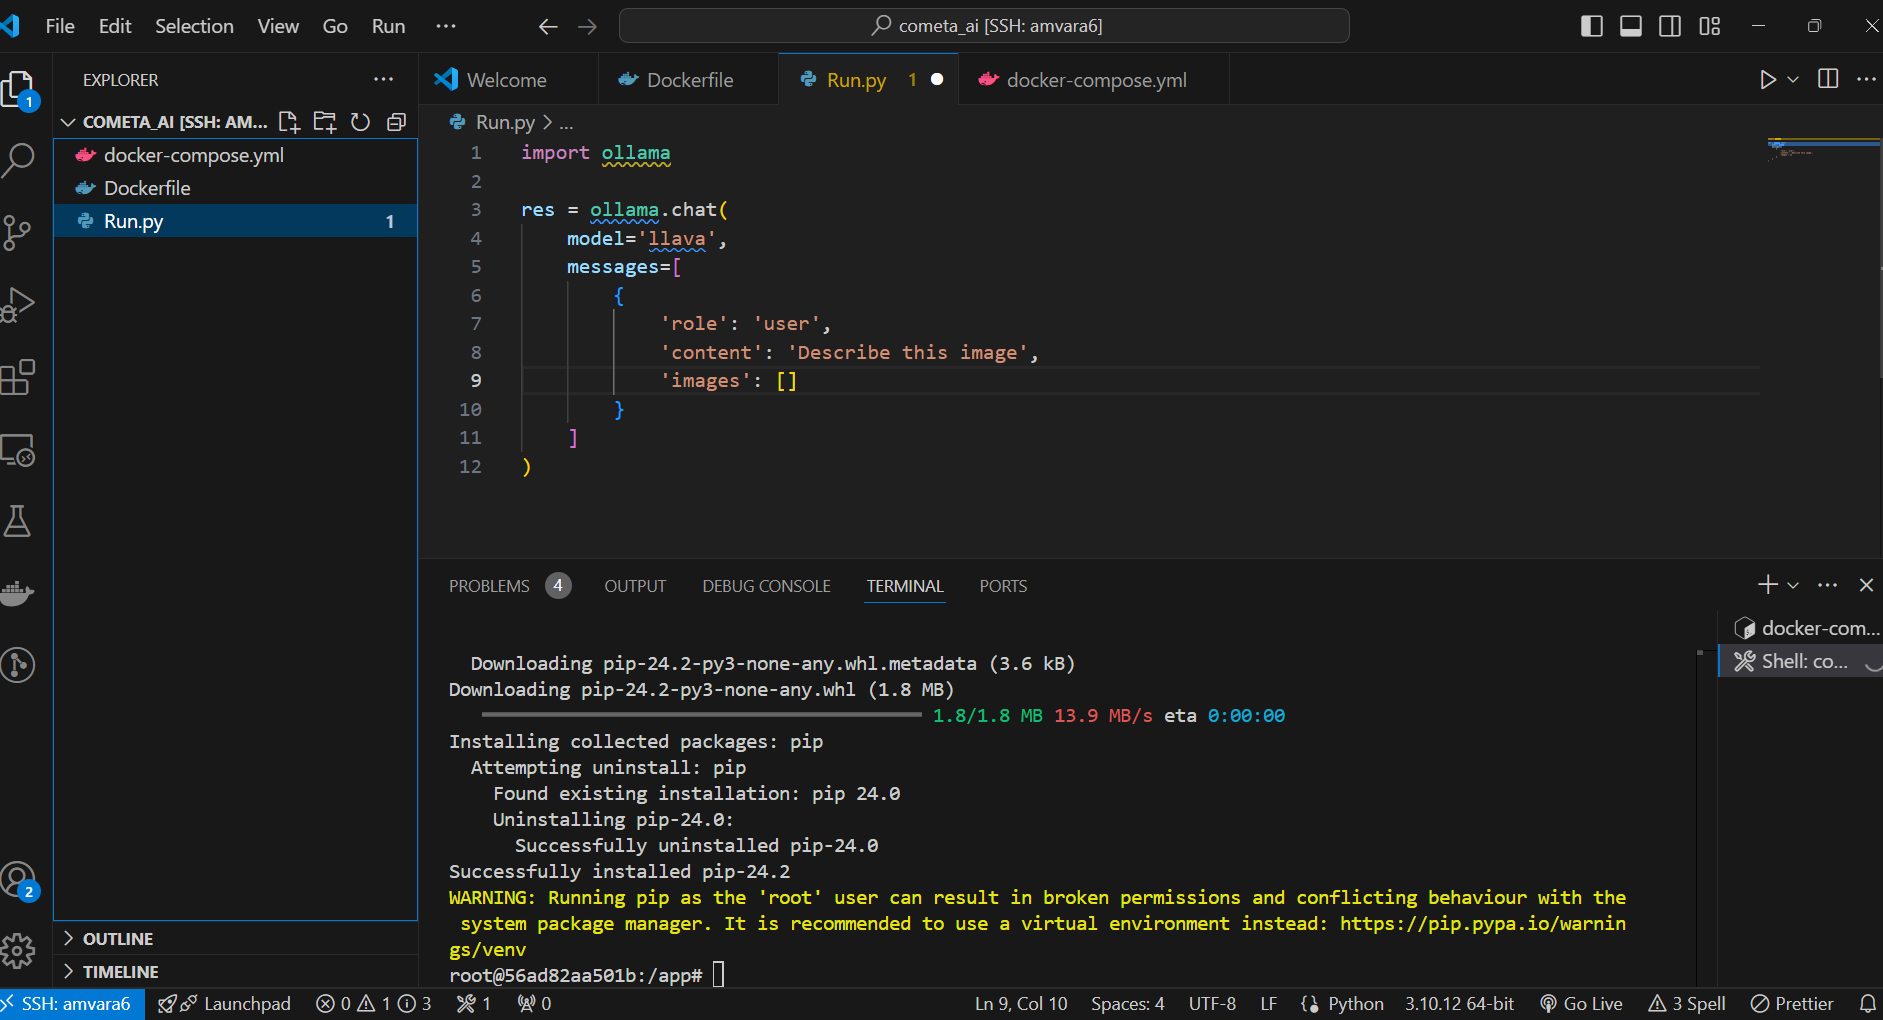 File Edit Selection View Go Run ···
cometa_ai [SSH: amvara6]
EXPLORER ···
Welcome Dockerfile Run.py 1 docker-compose.yml
1
COMETA_AI [SSH: AM...
Run.py > ...
docker-compose.yml
Dockerfile
Run.py 1
1 import ollama
2
3 res = ollama.chat(
4     model='llava',
5     messages=[
6         {
7             'role': 'user',
8             'content': 'Describe this image',
9             'images': []
10         }
11     ]
12 )
PROBLEMS 4 OUTPUT DEBUG CONSOLE TERMINAL PORTS
docker-com...
Shell: co...
  Downloading pip-24.2-py3-none-any.whl.metadata (3.6 kB)
Downloading pip-24.2-py3-none-any.whl (1.8 MB)
1.8/1.8 MB 13.9 MB/s eta 0:00:00
Installing collected packages: pip
  Attempting uninstall: pip
    Found existing installation: pip 24.0
    Uninstalling pip-24.0:
      Successfully uninstalled pip-24.0
Successfully installed pip-24.2
WARNING: Running pip as the 'root' user can result in broken permissions and conflicting behaviour with the
 system package manager. It is recommended to use a virtual environment instead: https://pip.pypa.io/warnin
gs/venv
root@56ad82aa501b:/app#
2
OUTLINE
TIMELINE
SSH: amvara6 Launchpad 0 1 3 1 0 Ln 9, Col 10 Spaces: 4 UTF-8 LF Python 3.10.12 64-bit Go Live 3 Spell Prettier